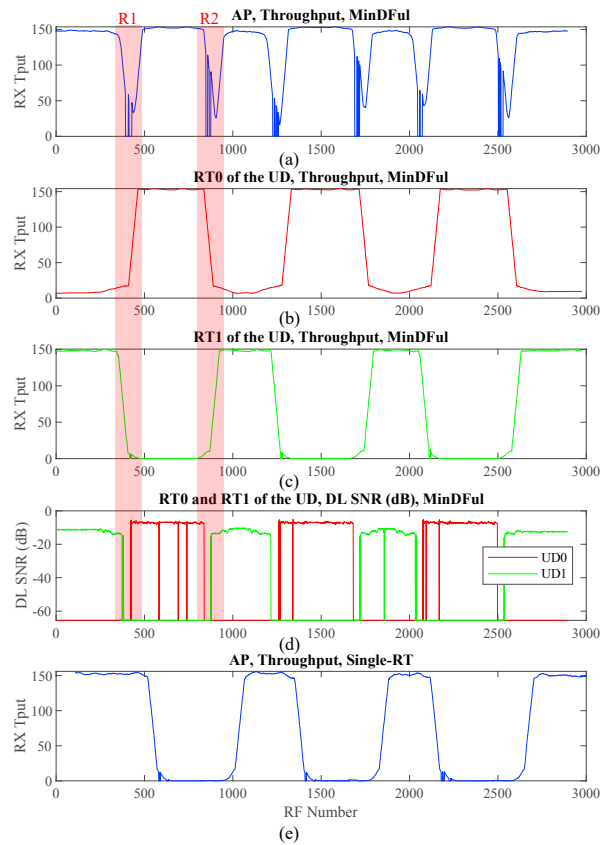 AP, Throughput, MinDFul
R1
R2
150
100
50
0
RX Tput
0
500
1000
1500
2000
2500
3000
(a)
RT0 of the UD, Throughput, MinDFul
150
100
50
0
RX Tput
0
500
1000
1500
2000
2500
3000
(b)
RT1 of the UD, Throughput, MinDFul
150
100
50
0
RX Tput
0
500
1000
1500
2000
2500
3000
(c)
RT0 and RT1 of the UD, DL SNR (dB), MinDFul
0
-20
-40
-60
DL SNR (dB)
UD0
UD1
0
500
1000
1500
2000
2500
3000
(d)
AP, Throughput, Single-RT
150
100
50
0
RX Tput
0
500
1000
1500
2000
2500
3000
RF Number
(e)